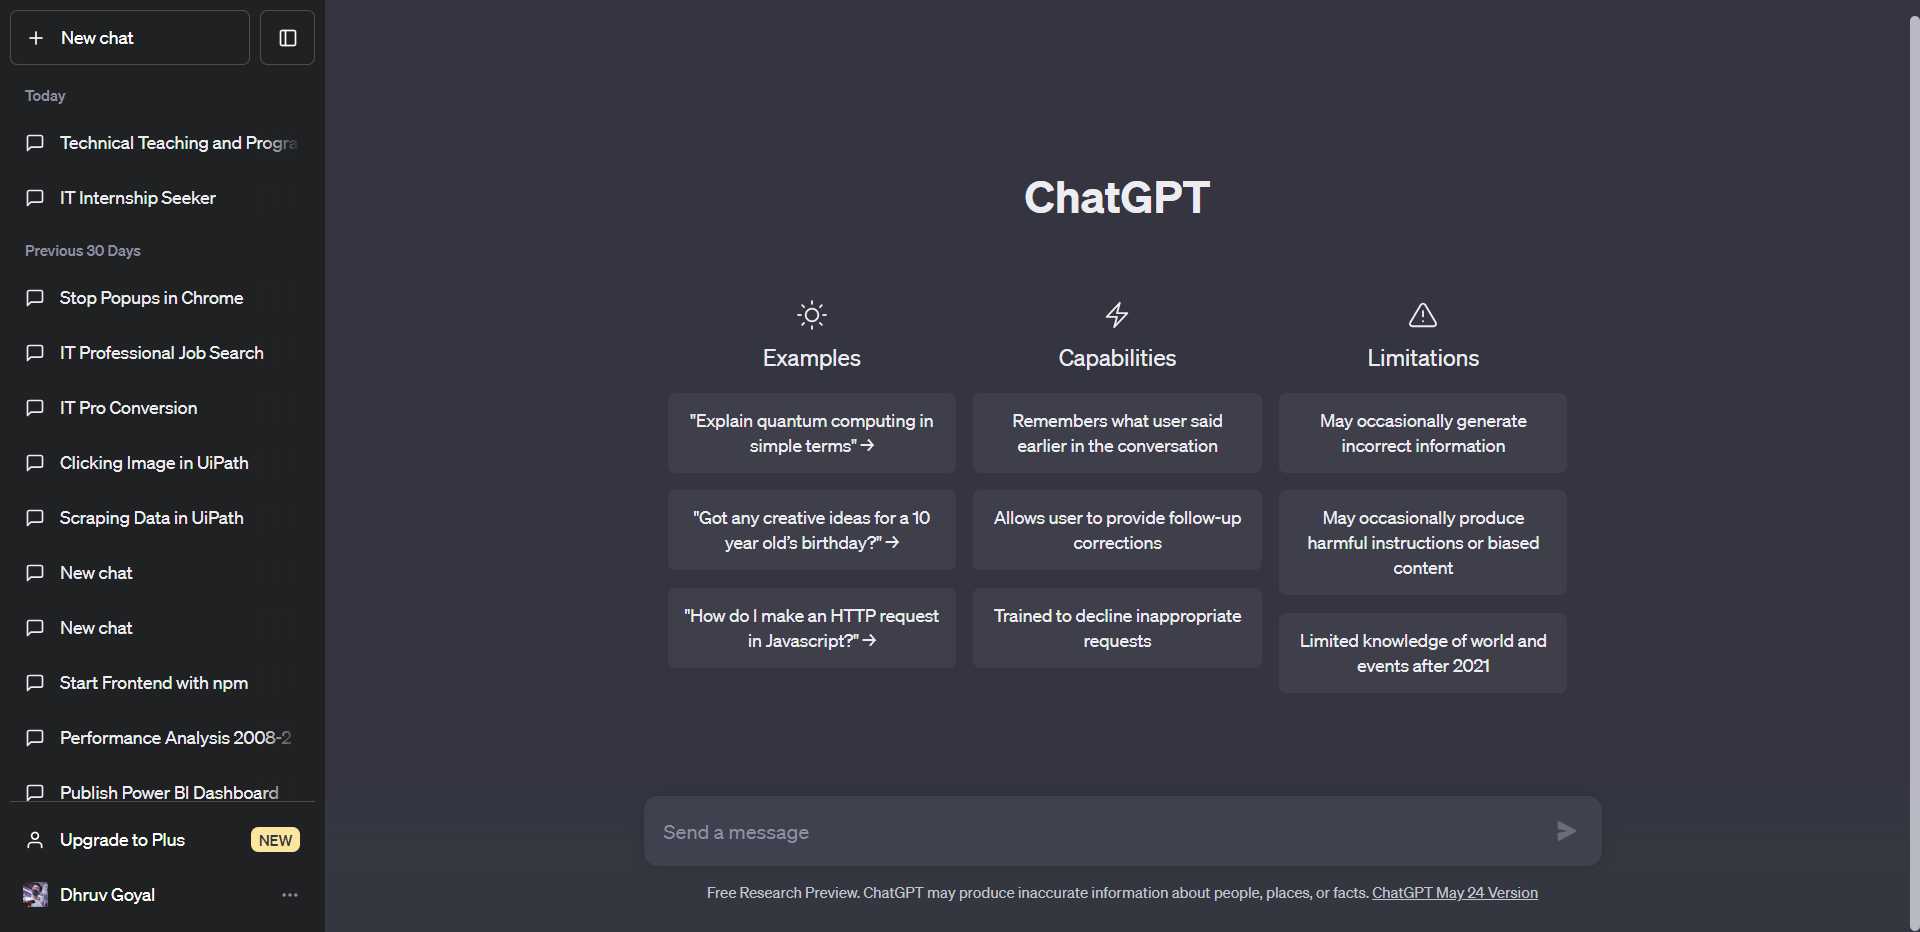 New chat
Today
Technical Teaching and Progra
IT Internship Seeker
Previous 30 Days
Stop Popups in Chrome
IT Professional Job Search
IT Pro Conversion
Clicking Image in UiPath
Scraping Data in UiPath
New chat
New chat
Start Frontend with npm
Performance Analysis 2008-2
Publish Power BI Dashboard
Upgrade to Plus
NEW
Dhruv Goyal
ChatGPT
Examples
"Explain quantum computing in
simple terms" →
"Got any creative ideas for a 10
year old’s birthday?" →
"How do I make an HTTP request
in Javascript?" →
Capabilities
Remembers what user said
earlier in the conversation
Allows user to provide follow-up
corrections
Trained to decline inappropriate
requests
Limitations
May occasionally generate
incorrect information
May occasionally produce
harmful instructions or biased
content
Limited knowledge of world and
events after 2021
Send a message
Free Research Preview. ChatGPT may produce inaccurate information about people, places, or facts. ChatGPT May 24 Version